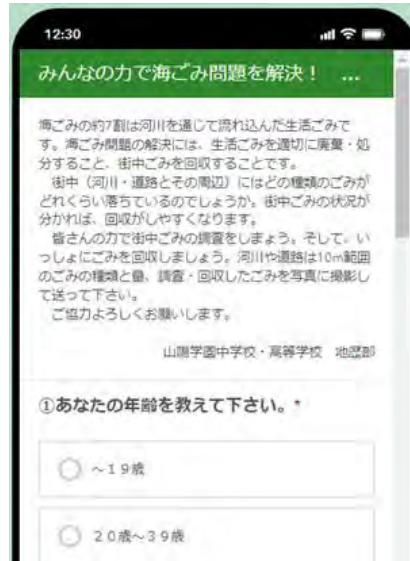 12:30
みんなの力で海ごみ問題を解決！ ...
海ごみの約7割は河川を通じて流れ込んだ生活ごみで
す。海ごみ問題の解決には、生活ごみを適切に廃棄・処
分すること、街中ごみを回収することです。
街中（河川・道路とその周辺）にはどの種類のごみが
どれくらい落ちているのでしょうか。街中ごみの状況が
分かれば、回収がしやすくなります。
皆さんの力で街中ごみの調査をしまょう。そして、い
っしょにごみを回収しましょう。河川や道路は10m範囲
のごみの種類と量、調査・回収したごみを写真に撮影し
て送って下さい。
ご協力よろしくお願いします。
山陽学園中学校・高等学校 地歴部
①あなたの年齢を教えて下さい。*
～１９歳
２０歳～３９歳